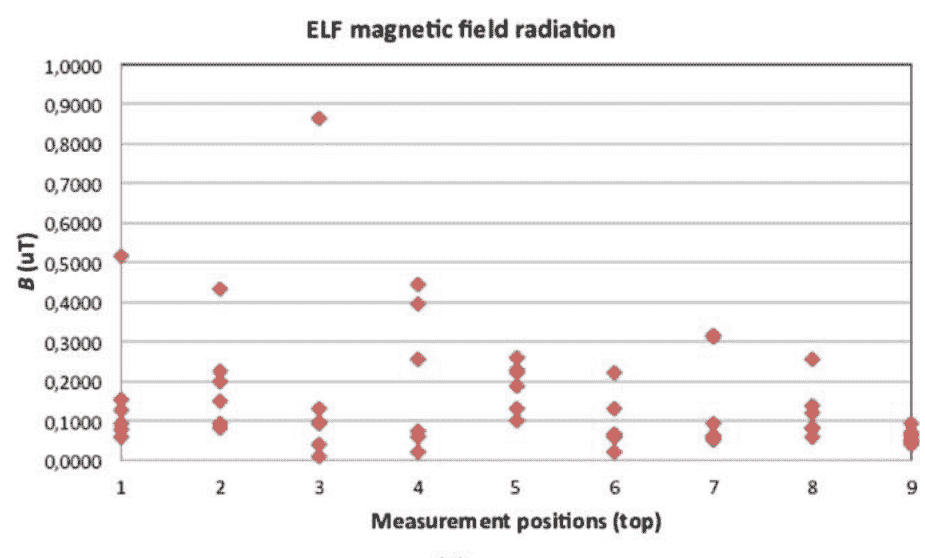 ELF magnetic field radiation
1,0000
0,9000
0,8000
0,7000
0,6000
0,5000
0,4000
0,3000
0,2000
0,1000
0,0000
B (uT)
1 2 3 4 5 6 7 8 9
Measurement positions (top)